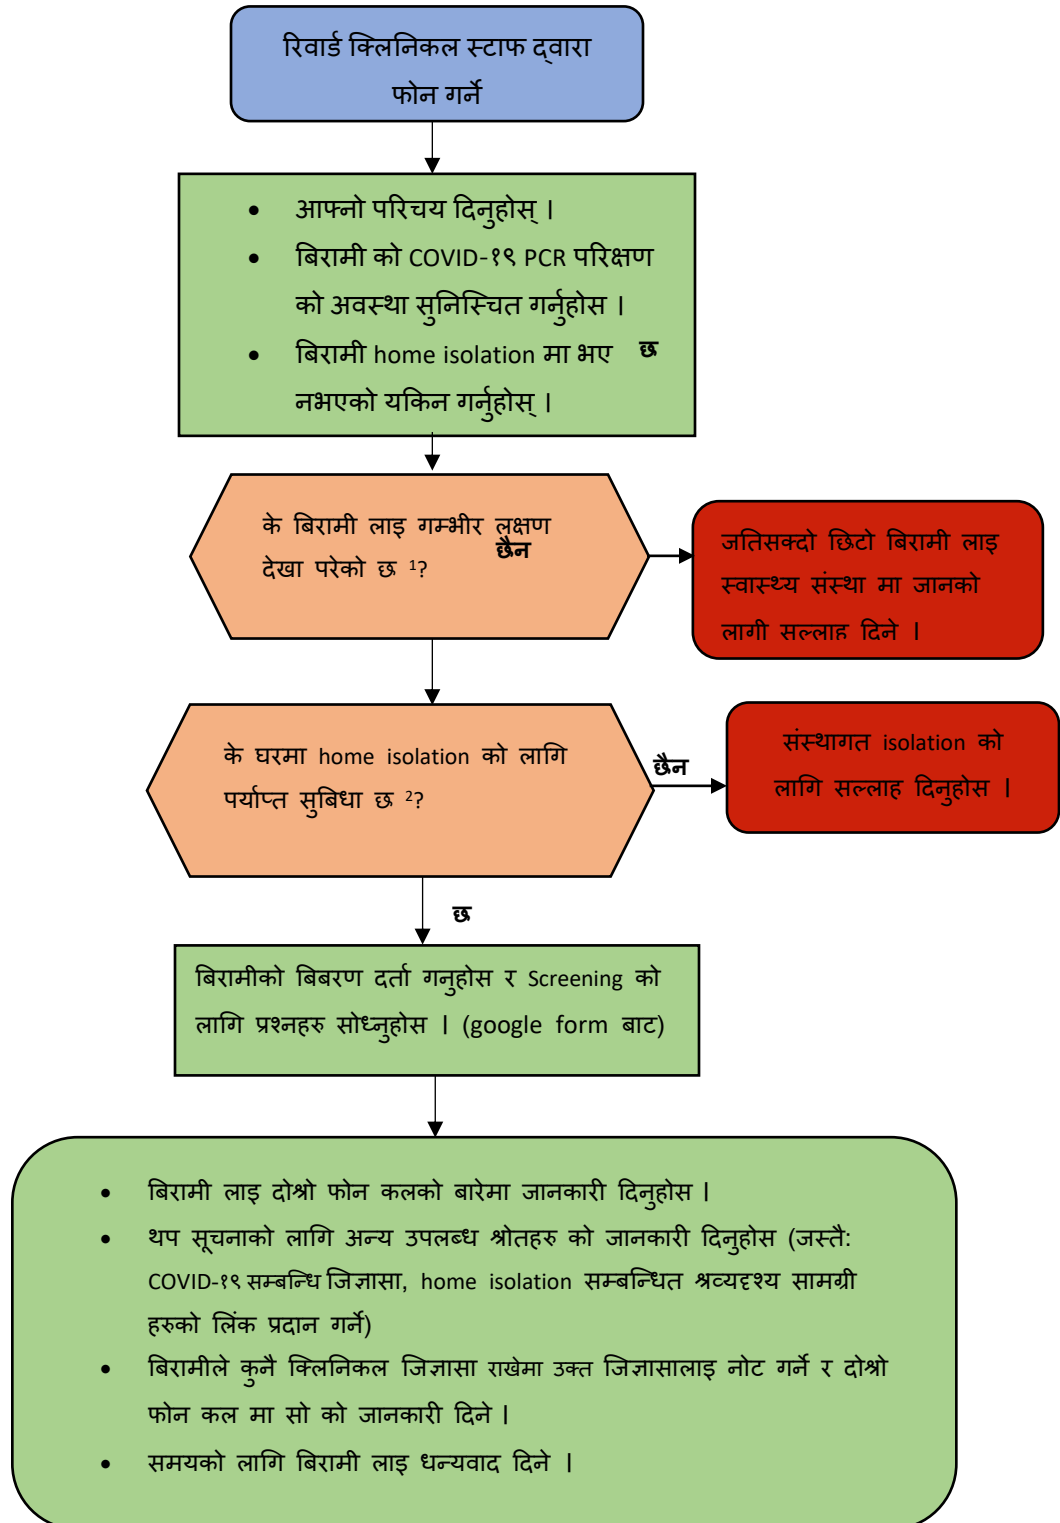 रिवार्ड क्लिनिकल स्टाफ द्वारा
फोन गर्ने
• आफ्नो परिचय दिनुहोस् ।
• बिरामी को COVID-१९ PCR परिक्षण
को अवस्था सुनिस्चित गर्नुहोस ।
• बिरामी home isolation मा भए
नभएको यकिन गर्नुहोस् ।
छ
के बिरामी लाइ गम्भीर लक्षण
देखा परेको छ ¹?
छैन
जतिसक्दो छिटो बिरामी लाइ
स्वास्थ्य संस्था मा जानको
लागी सल्लाह दिने ।
के घरमा home isolation को लागि
पर्याप्त सुबिधा छ ²?
छैन
संस्थागत isolation को
लागि सल्लाह दिनुहोस ।
छ
बिरामीको बिबरण दर्ता गनुहोस र Screening को
लागि प्रश्नहरु सोध्नुहोस । (google form बाट)
• बिरामी लाइ दोश्रो फोन कलको बारेमा जानकारी दिनुहोस ।
• थप सूचनाको लागि अन्य उपलब्ध श्रोतहरु को जानकारी दिनुहोस (जस्तै:
COVID-१९ सम्बन्धि जिज्ञासा, home isolation सम्बन्धित श्रव्यदृश्य सामग्री
हरुको लिंक प्रदान गर्ने)
• बिरामीले कुनै क्लिनिकल जिज्ञासा राखेमा उक्त जिज्ञासालाइ नोट गर्ने र दोश्रो
फोन कल मा सो को जानकारी दिने ।
• समयको लागि बिरामी लाइ धन्यवाद दिने ।